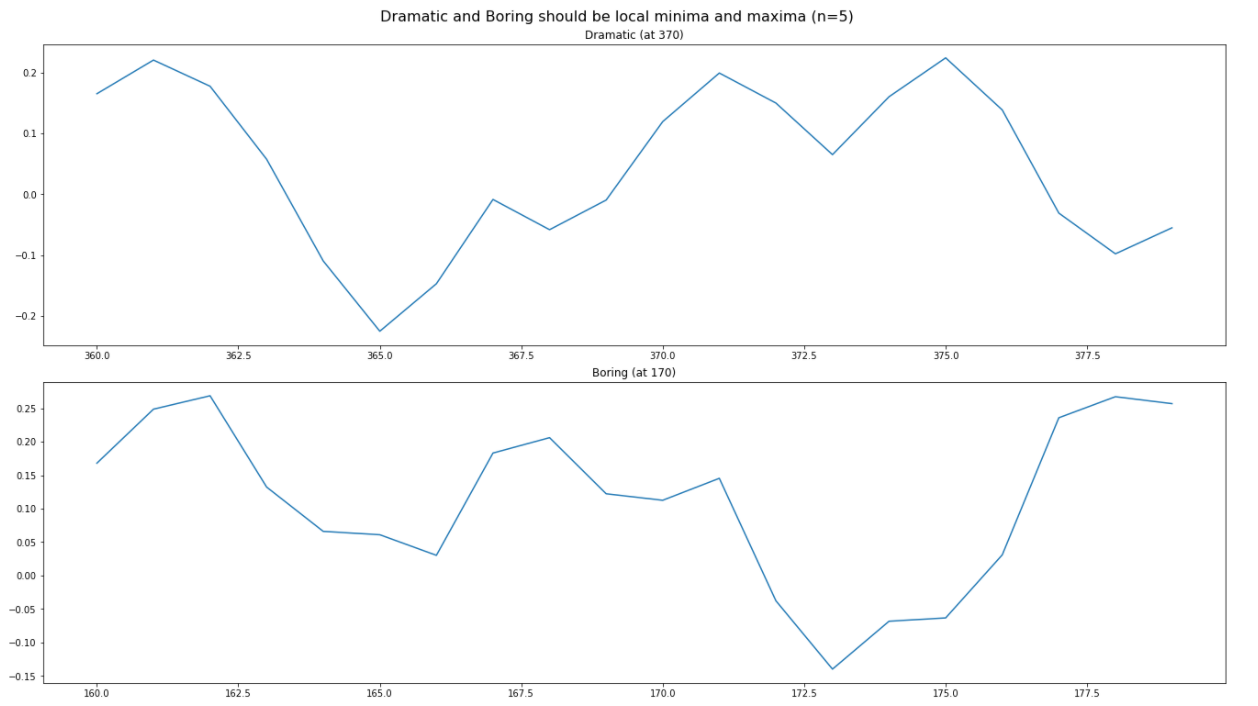 Dramatic and Boring should be local minima and maxima (n=5)
Dramatic (at 370)
0.2
0.1
0.0
−0.1
−0.2
360.0 362.5 365.0 367.5 370.0 372.5 375.0 377.5
Boring (at 170)
0.25
0.20
0.15
0.10
0.05
0.00
−0.05
−0.10
−0.15
160.0 162.5 165.0 167.5 170.0 172.5 175.0 177.5